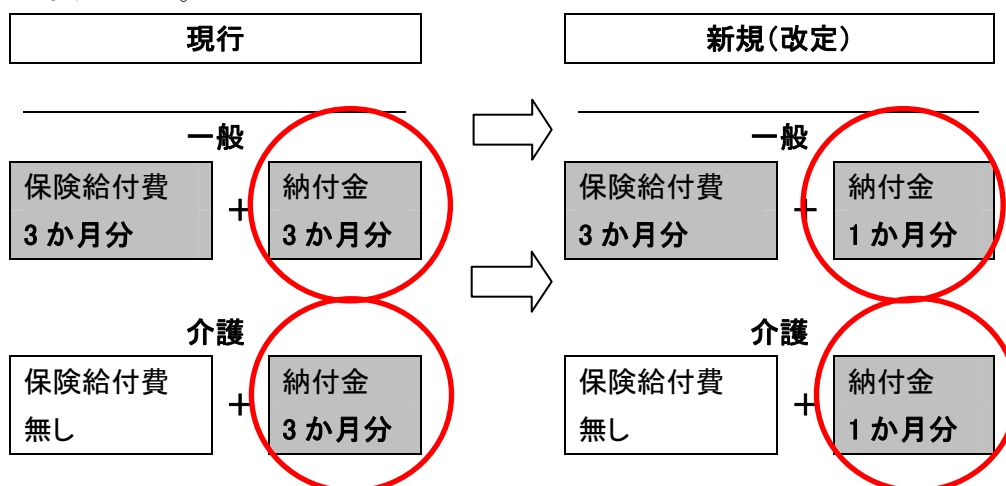 現行
新規(改定)
一般
保険給付費
3か月分
+
納付金
3か月分
一般
保険給付費
3か月分
+
納付金
1か月分
介護
保険給付費
無し
+
納付金
3か月分
介護
保険給付費
無し
+
納付金
1か月分